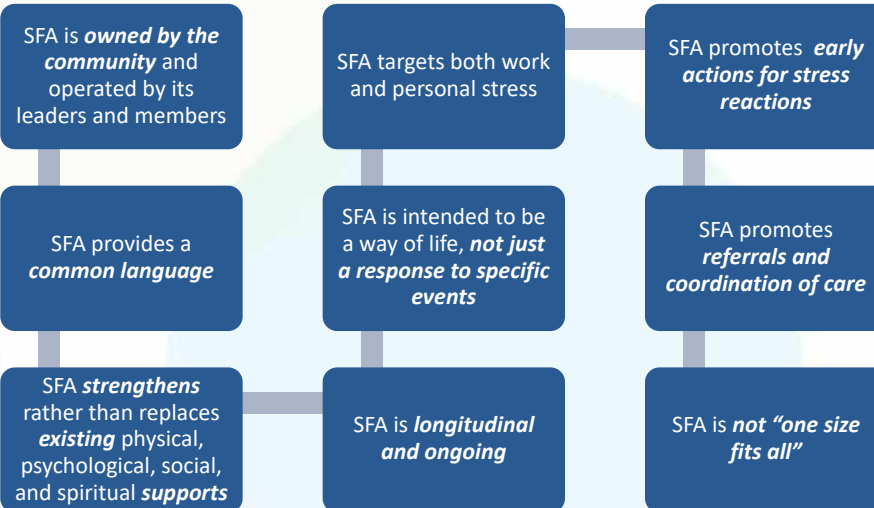 SFA is owned by the
community and
operated by its
leaders and members
SFA provides a
common language
SFA strengthens
rather than replaces
existing physical,
psychological, social,
and spiritual supports
SFA is longitudinal
and ongoing
SFA is intended to be
a way of life, not just
a response to specific
events
SFA targets both work
and personal stress
SFA promotes early
actions for stress
reactions
SFA promotes
referrals and
coordination of care
SFA is not “one size
fits all”